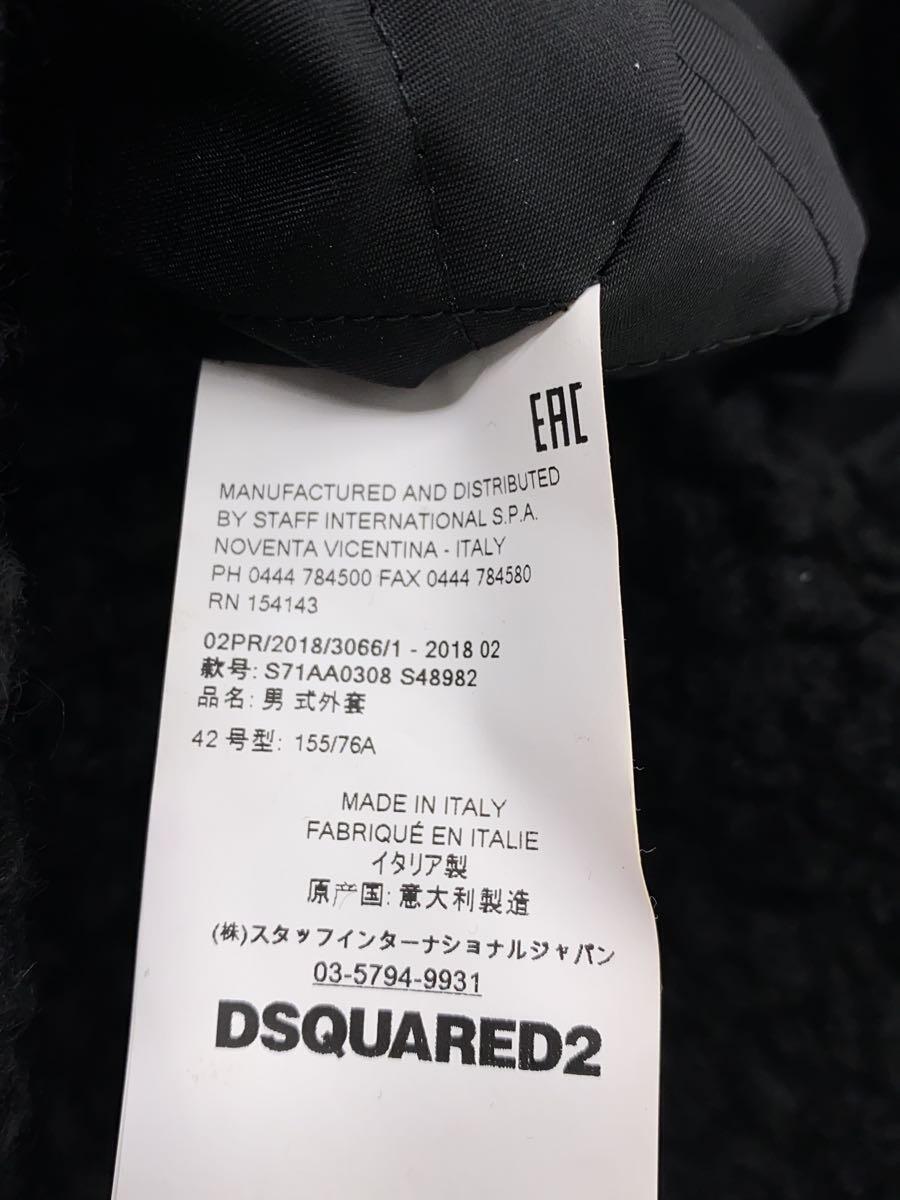 EAC
MANUFACTURED AND DISTRIBUTED
BY STAFF INTERNATIONAL S.P.A.
NOVENTA VICENTINA - ITALY
PH 0444 784500 FAX 0444 784580
RN 154143
02PR/2018/3066/1 - 2018 02
款号: S71AA0308 S48982
品名: 男 式外套
42 号型: 155/76A
MADE IN ITALY
FABRIQUÉ EN ITALIE
イタリア製
原产国: 意大利製造
(株)スタッフインターナショナルジャパン
03-5794-9931
DSQUARED2